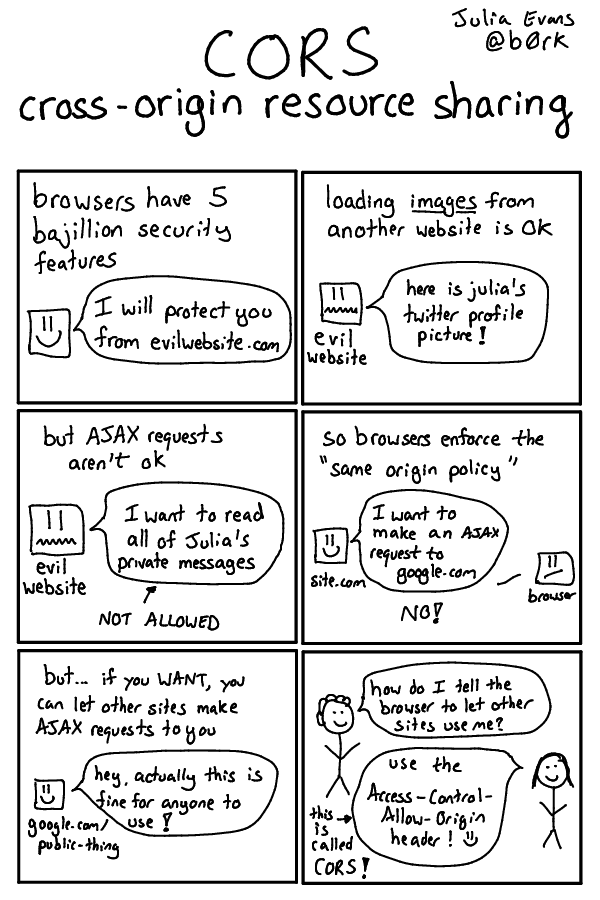 Julia Evans
@b0rk
CORS
cross-origin resource sharing
browsers have 5
bajillion security
features
I will protect you
from evilwebsite.com
loading images from
another website is OK
here is julia's
twitter profile
picture!
evil
website
but AJAX requests
aren't ok
I want to read
all of Julia's
private messages
evil
website
NOT ALLOWED
so browsers enforce the
"same origin policy"
I want to
make an AJAX
request to
google.com
site.com
NO!
browser
but... if you WANT, you
can let other sites make
AJAX requests to you
hey, actually this is
fine for anyone to
use!
google.com/
public-thing
how do I tell the
browser to let other
sites use me?
use the
Access-Control-
Allow-Origin
header! :)
this
is
called
CORS!